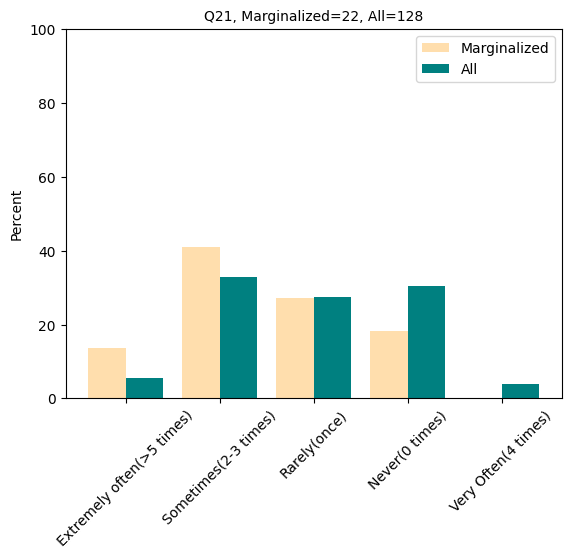 Q21, Marginalized=22, All=128
100
80
60
40
20
0
Percent
Marginalized
All
Extremely often(>5 times)
Sometimes(2-3 times)
Rarely(once)
Never(0 times)
Very Often(4 times)